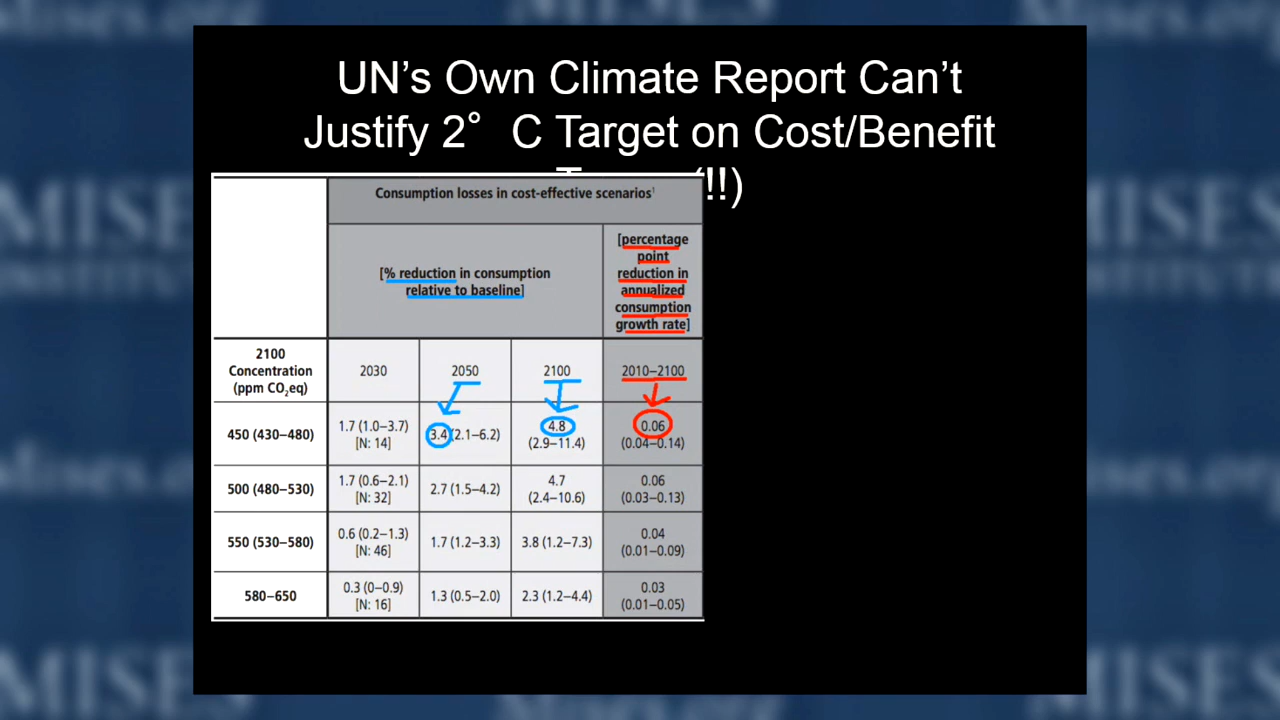 UN’s Own Climate Report Can’t
Justify 2° C Target on Cost/Benefit
(!!)
Consumption losses in cost-effective scenarios¹
[% reduction in consumption
relative to baseline]
[percentage
point
reduction in
annualized
consumption
growth rate]
2100
Concentration
(ppm CO₂eq)
2030
2050
2100
2010–2100
450 (430–480)
1.7 (1.0–3.7)
[N: 14]
3.4 (2.1–6.2)
4.8
(2.9–11.4)
0.06
(0.04–0.14)
500 (480–530)
1.7 (0.6–2.1)
[N: 32]
2.7 (1.5–4.2)
4.7
(2.4–10.6)
0.06
(0.03–0.13)
550 (530–580)
0.6 (0.2–1.3)
[N: 46]
1.7 (1.2–3.3)
3.8 (1.2–7.3)
0.04
(0.01–0.09)
580–650
0.3 (0–0.9)
[N: 16]
1.3 (0.5–2.0)
2.3 (1.2–4.4)
0.03
(0.01–0.05)